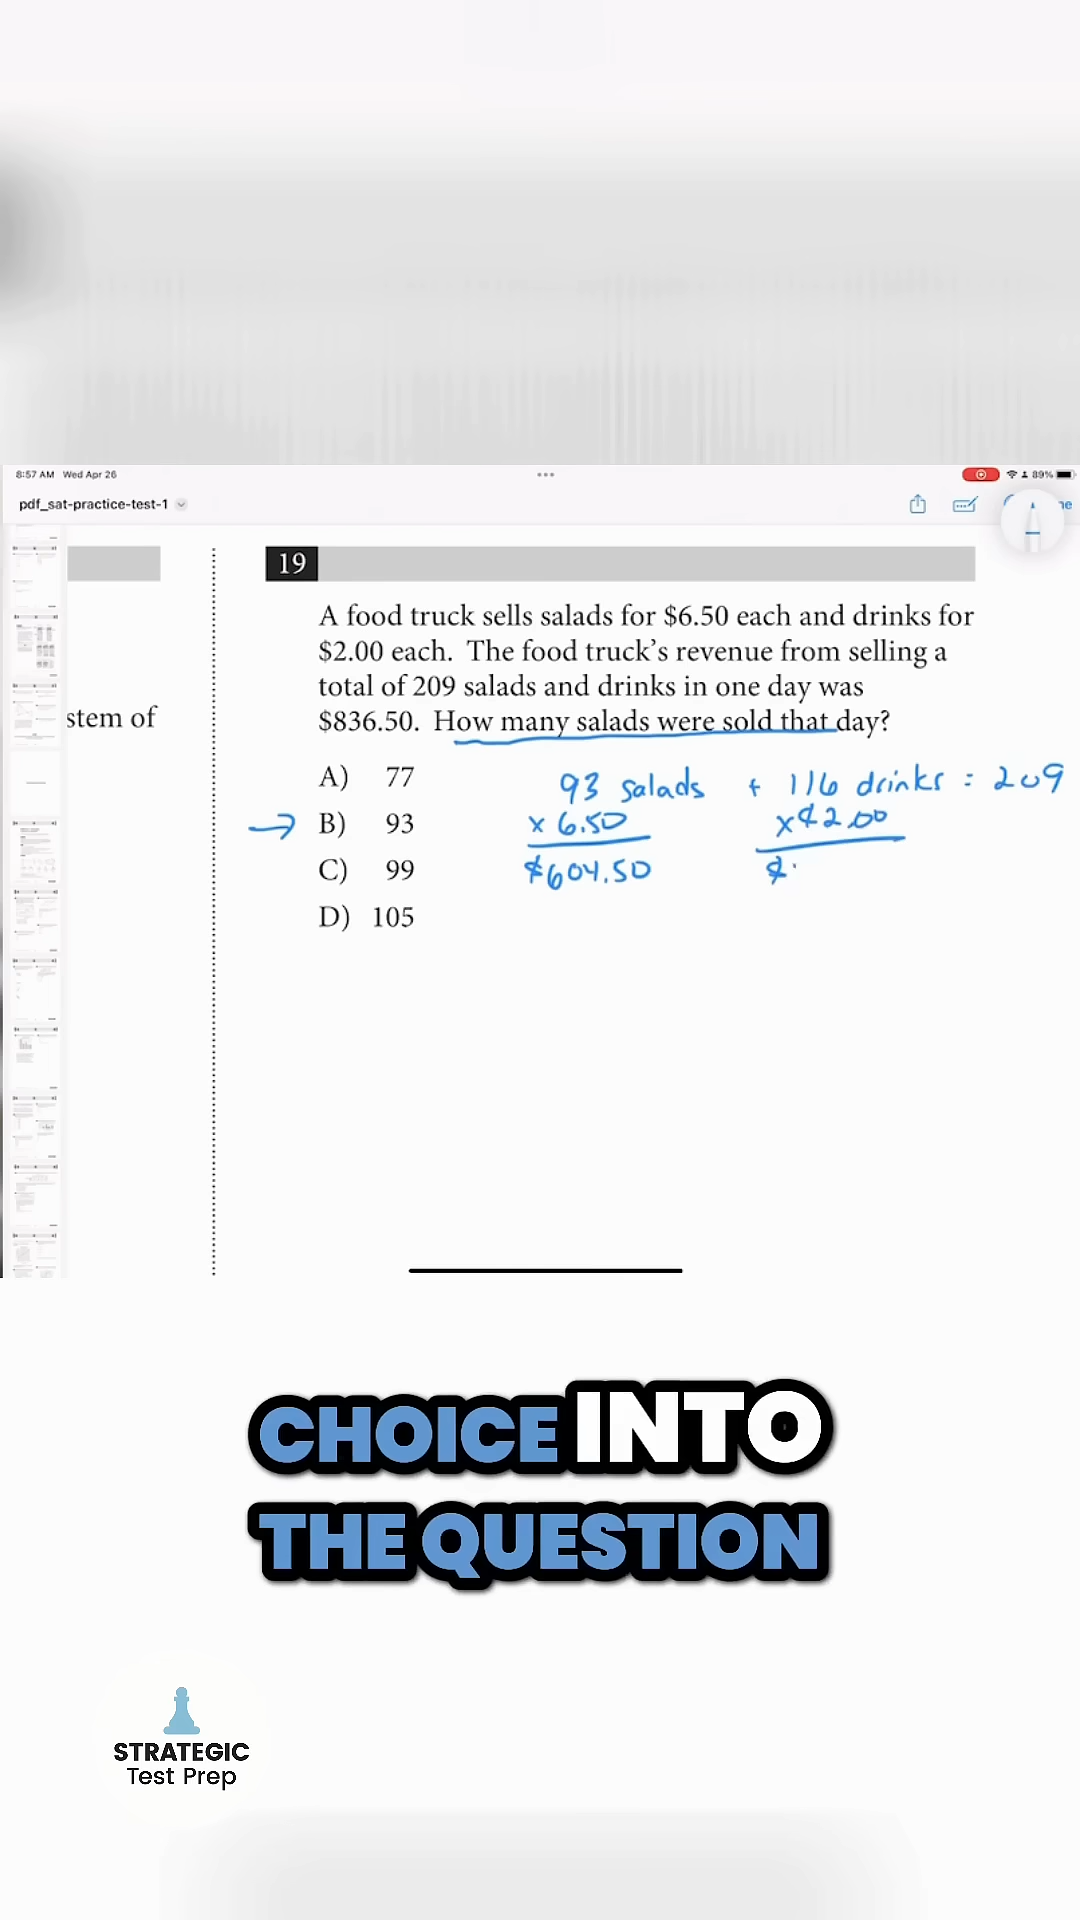 8:57 AM Wed Apr 26
89%
pdf_sat-practice-test-1
19
A food truck sells salads for $6.50 each and drinks for
$2.00 each. The food truck's revenue from selling a
total of 209 salads and drinks in one day was
$836.50. How many salads were sold that day?
stem of
A) 77
B) 93
C) 99
D) 105
93 salads + 116 drinks = 209
x 6.50 x $2.00
$604.50 $
CHOICE INTO
THE QUESTION
STRATEGIC
Test Prep